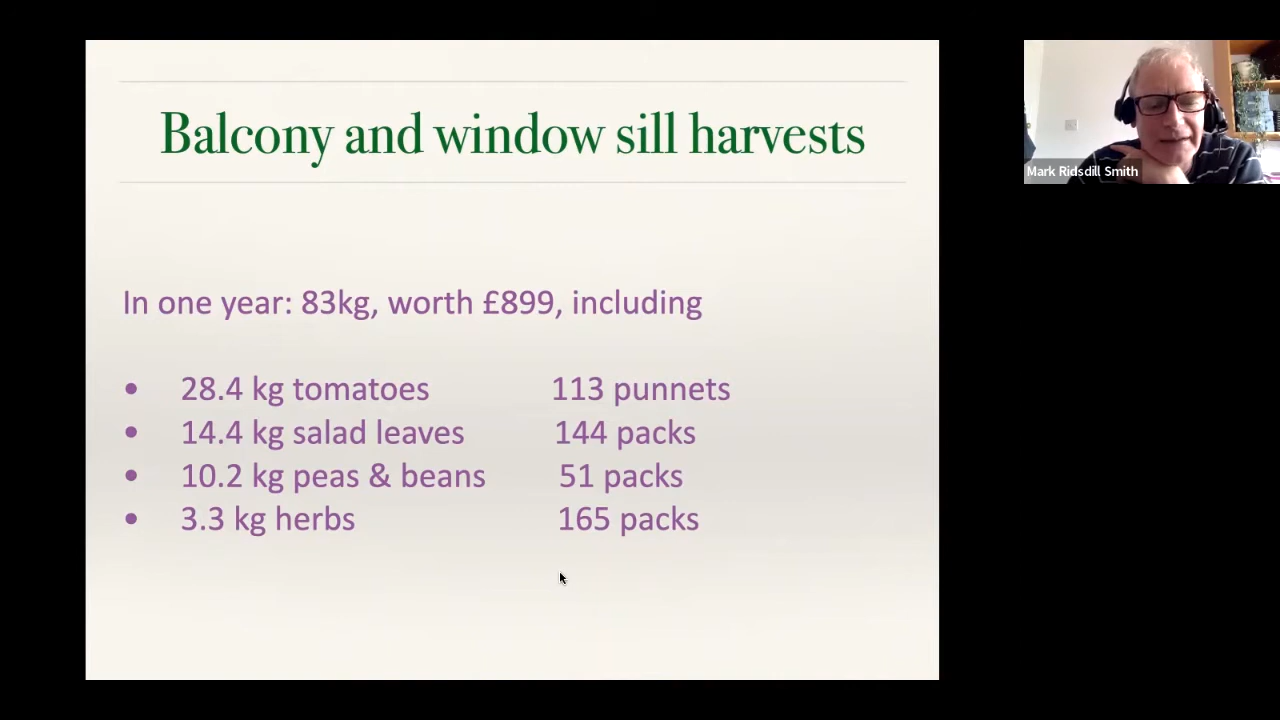 Balcony and window sill harvests
Mark Ridsdill Smith
In one year: 83kg, worth £899, including
• 28.4 kg tomatoes 113 punnets
• 14.4 kg salad leaves 144 packs
• 10.2 kg peas & beans 51 packs
• 3.3 kg herbs 165 packs